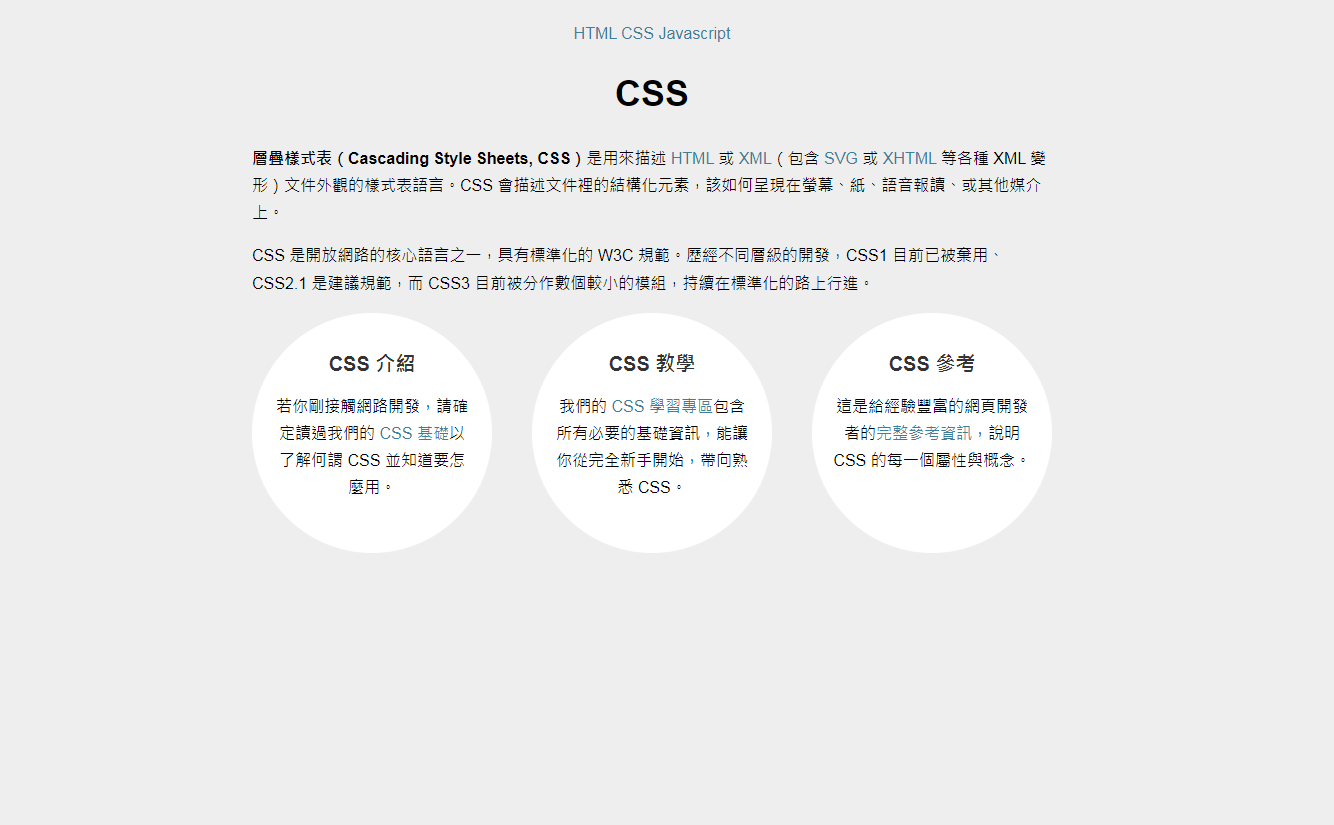 HTML CSS Javascript
CSS
層疊樣式表（Cascading Style Sheets, CSS）是用來描述 HTML 或 XML（包含 SVG 或 XHTML 等各種 XML 變
形）文件外觀的樣式表語言。CSS 會描述文件裡的結構化元素，該如何呈現在螢幕、紙、語音報讀、或其他媒介
上。
CSS 是開放網路的核心語言之一，具有標準化的 W3C 規範。歷經不同層級的開發，CSS1 目前已被棄用、
CSS2.1 是建議規範，而 CSS3 目前被分作數個較小的模組，持續在標準化的路上行進。
CSS 介紹
若你剛接觸網路開發，請確
定讀過我們的 CSS 基礎以
了解何謂 CSS 並知道要怎
麼用。
CSS 教學
我們的 CSS 學習專區包含
所有必要的基礎資訊，能讓
你從完全新手開始，帶向熟
悉 CSS。
CSS 參考
這是給經驗豐富的網頁開發
者的完整參考資訊，說明
CSS 的每一個屬性與概念。